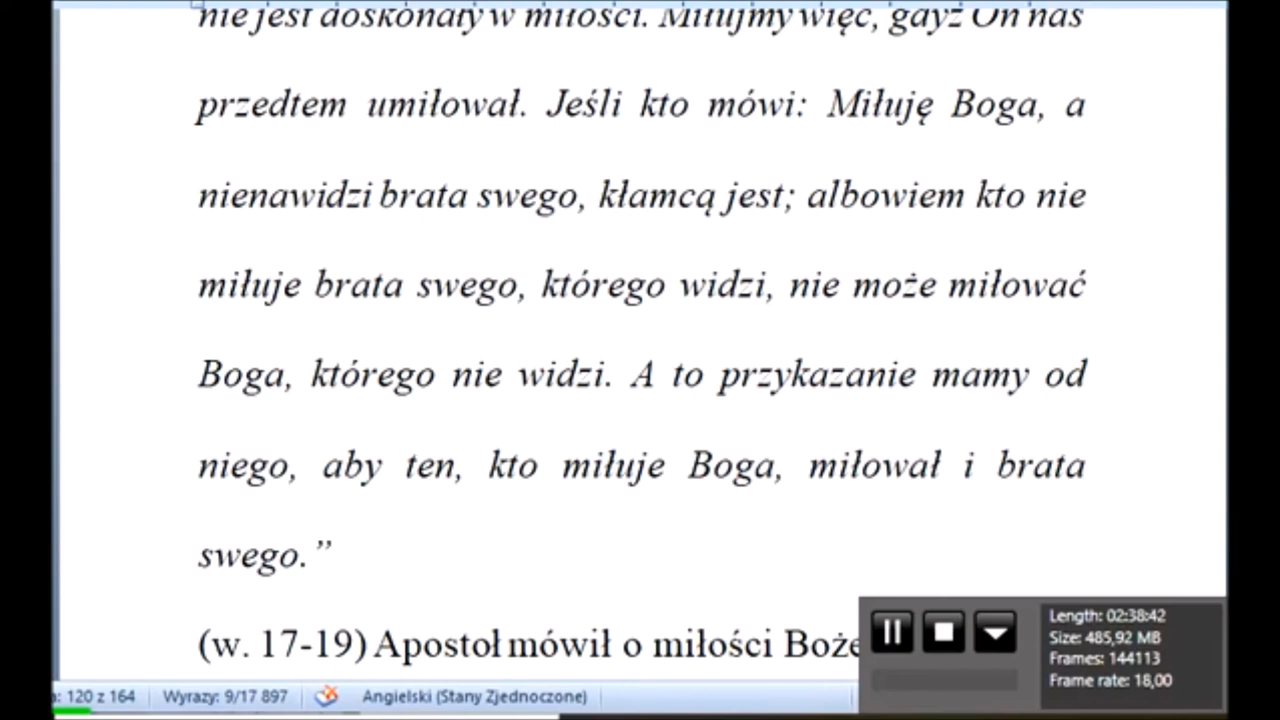 nie jest doskonały w miłości. Miłujmy więc, gdyż On nas
przedtem umiłował. Jeśli kto mówi: Miłuję Boga, a
nienawidzi brata swego, kłamcą jest; albowiem kto nie
miłuje brata swego, którego widzi, nie może miłować
Boga, którego nie widzi. A to przykazanie mamy od
niego, aby ten, kto miłuje Boga, miłował i brata
swego.”
(w. 17-19) Apostoł mówił o miłości Boże
Length: 02:38:42
Size: 485,92 MB
Frames: 144113
Frame rate: 18,00
a: 120 z 164 Wyrazy: 9/17 897 Angielski (Stany Zjednoczone)